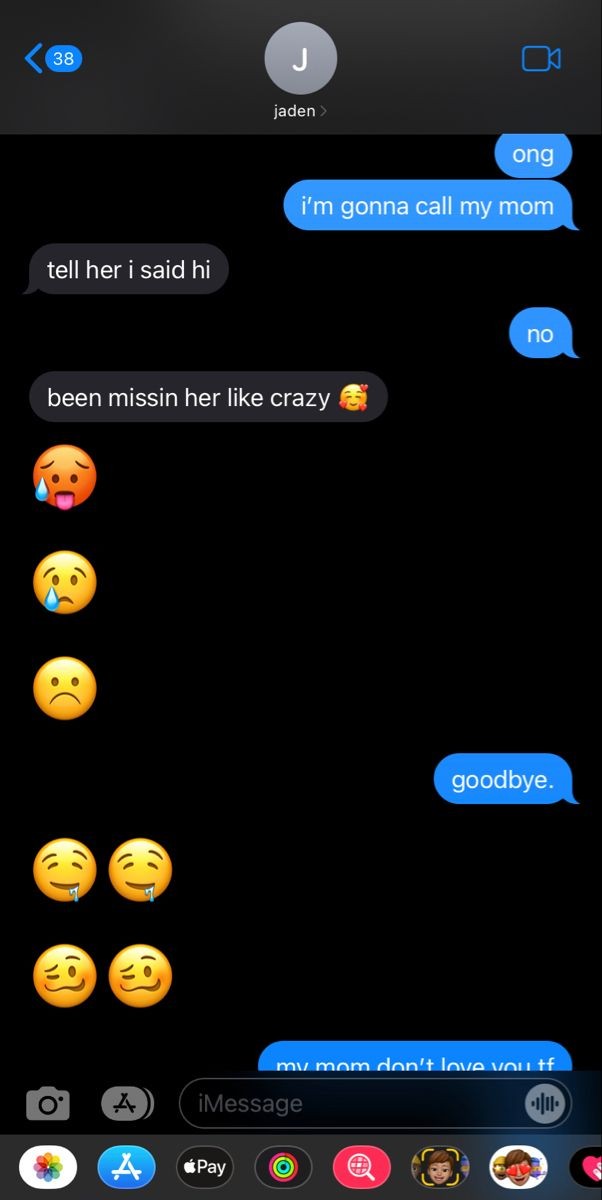 38
J
jaden
ong
i’m gonna call my mom
tell her i said hi
no
been missin her like crazy 🥰
🥵
😢
☹️
goodbye.
🤤🤤
🥴🥴
my mom don’t love you tf
iMessage
Pay